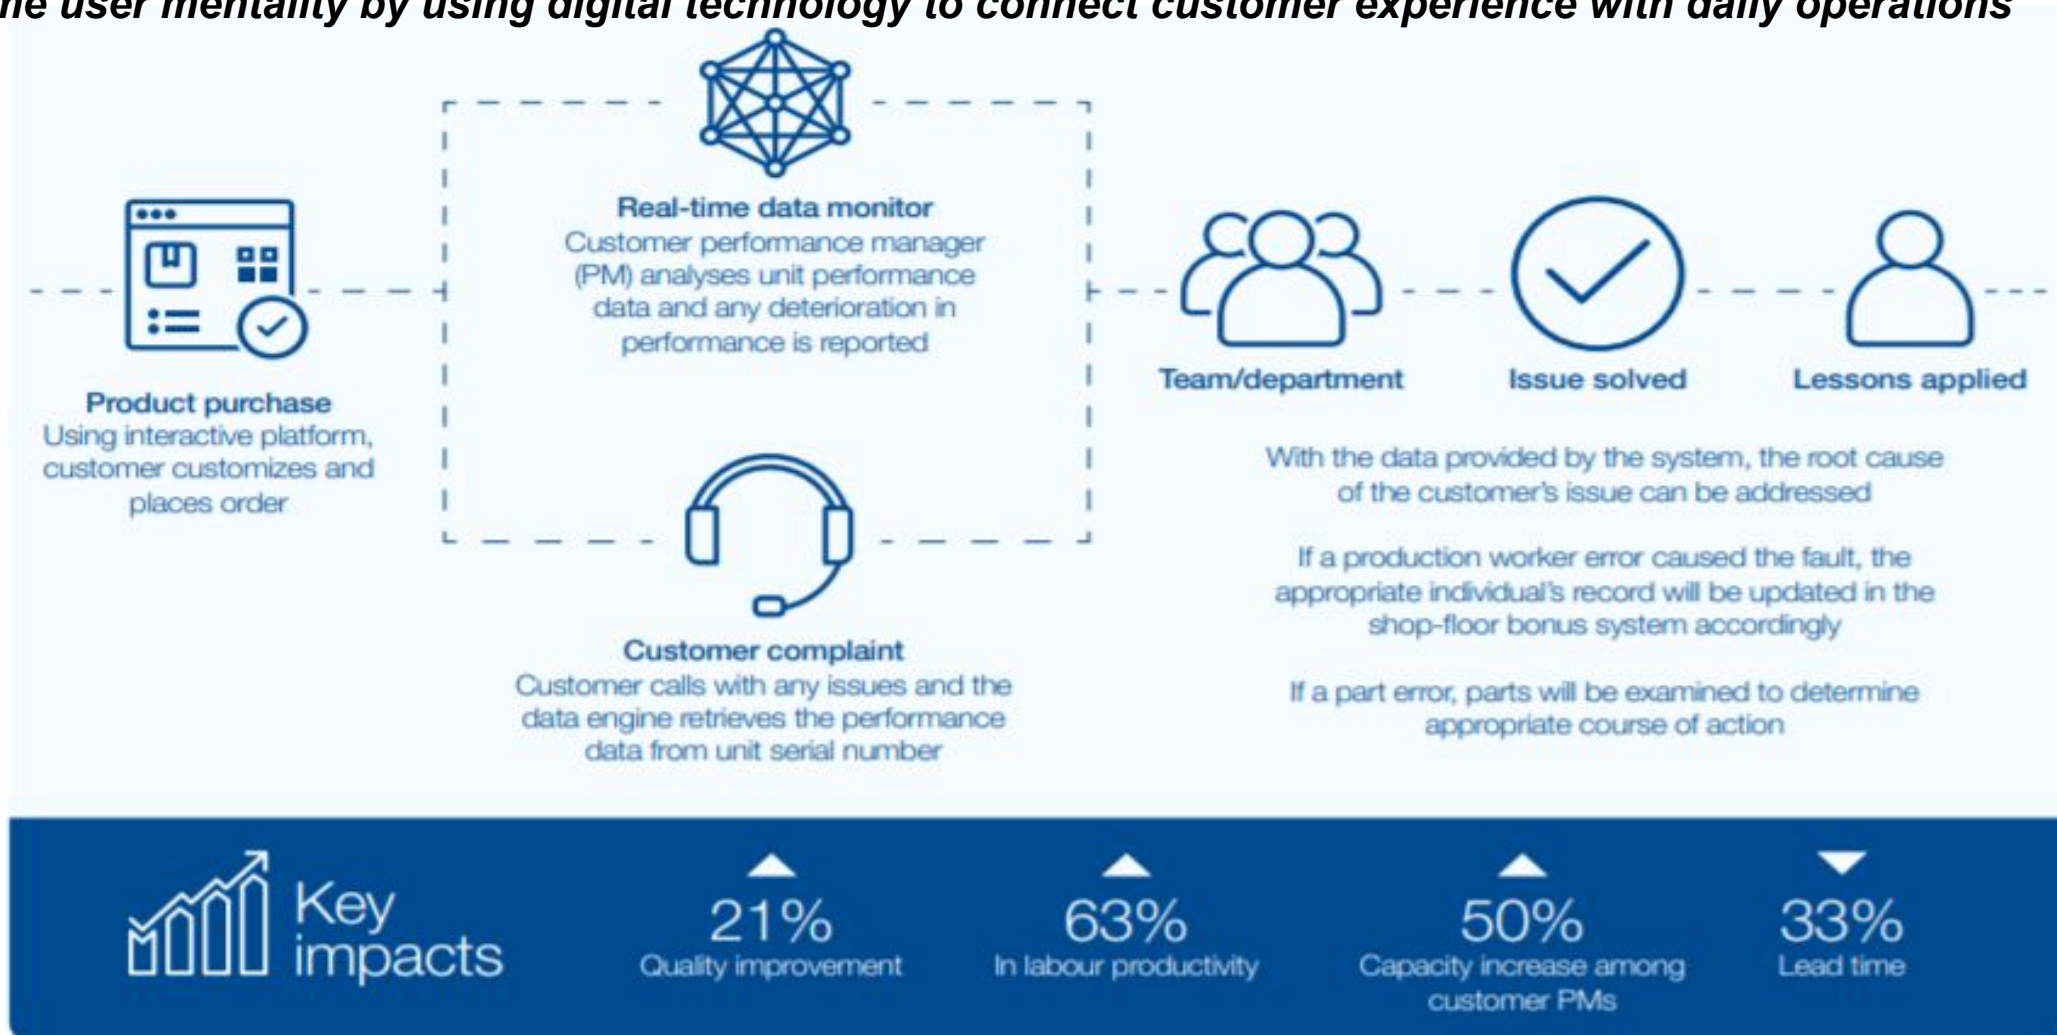 user mentality by using digital technology to connect customer experience with daily operations
Product purchase
Using interactive platform,
customer customizes and
places order
Real-time data monitor
Customer performance manager
(PM) analyses unit performance
data and any deterioration in
performance is reported
Customer complaint
Customer calls with any issues and the
data engine retrieves the performance
data from unit serial number
Team/department
Issue solved
Lessons applied
With the data provided by the system, the root cause
of the customer's issue can be addressed
If a production worker error caused the fault, the
appropriate individual's record will be updated in the
shop-floor bonus system accordingly
If a part error, parts will be examined to determine
appropriate course of action
Key
impacts
21%
Quality improvement
63%
In labour productivity
50%
Capacity increase among
customer PMs
33%
Lead time